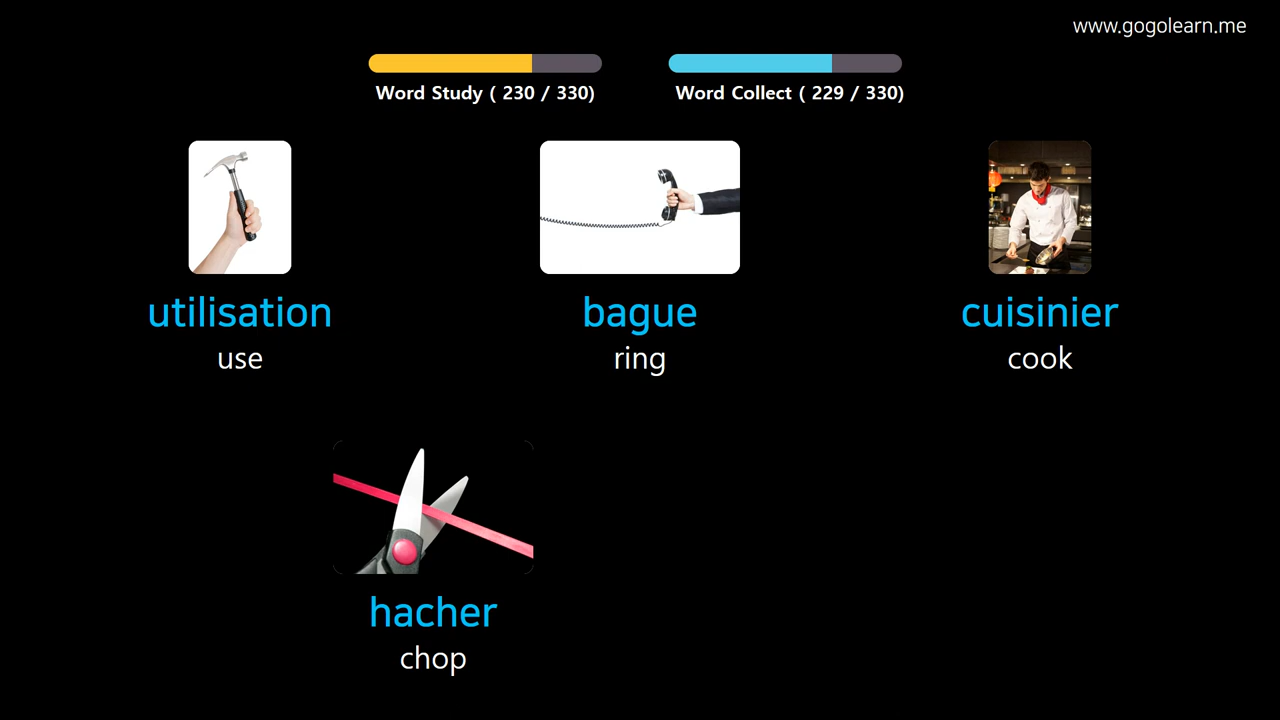 www.gogolearn.me
Word Study ( 230 / 330)
Word Collect ( 229 / 330)
utilisation
use
bague
ring
cuisinier
cook
hacher
chop